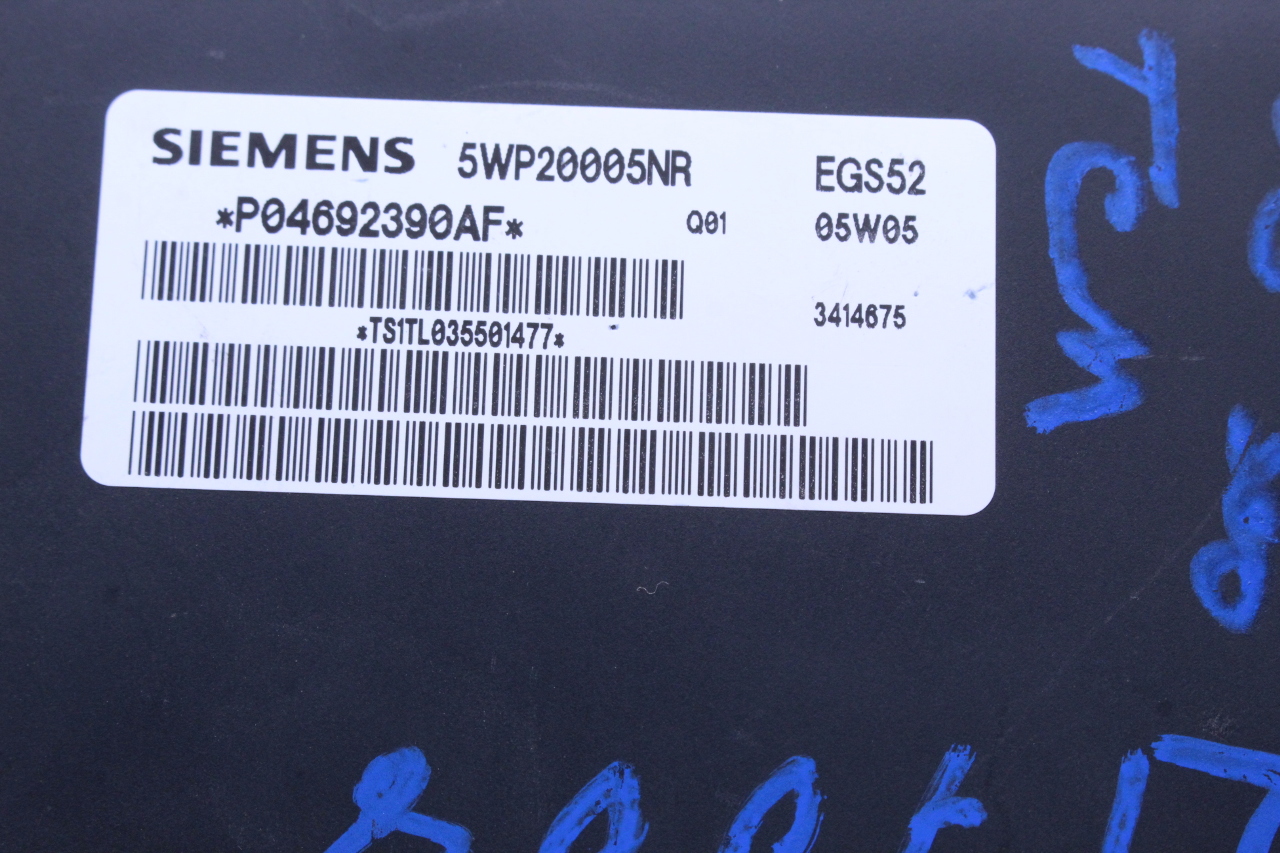 SIEMENS 5WP20005NR EGS52
*P04692390AF* Q01 05W05
3414675
*TS1TL035501477*